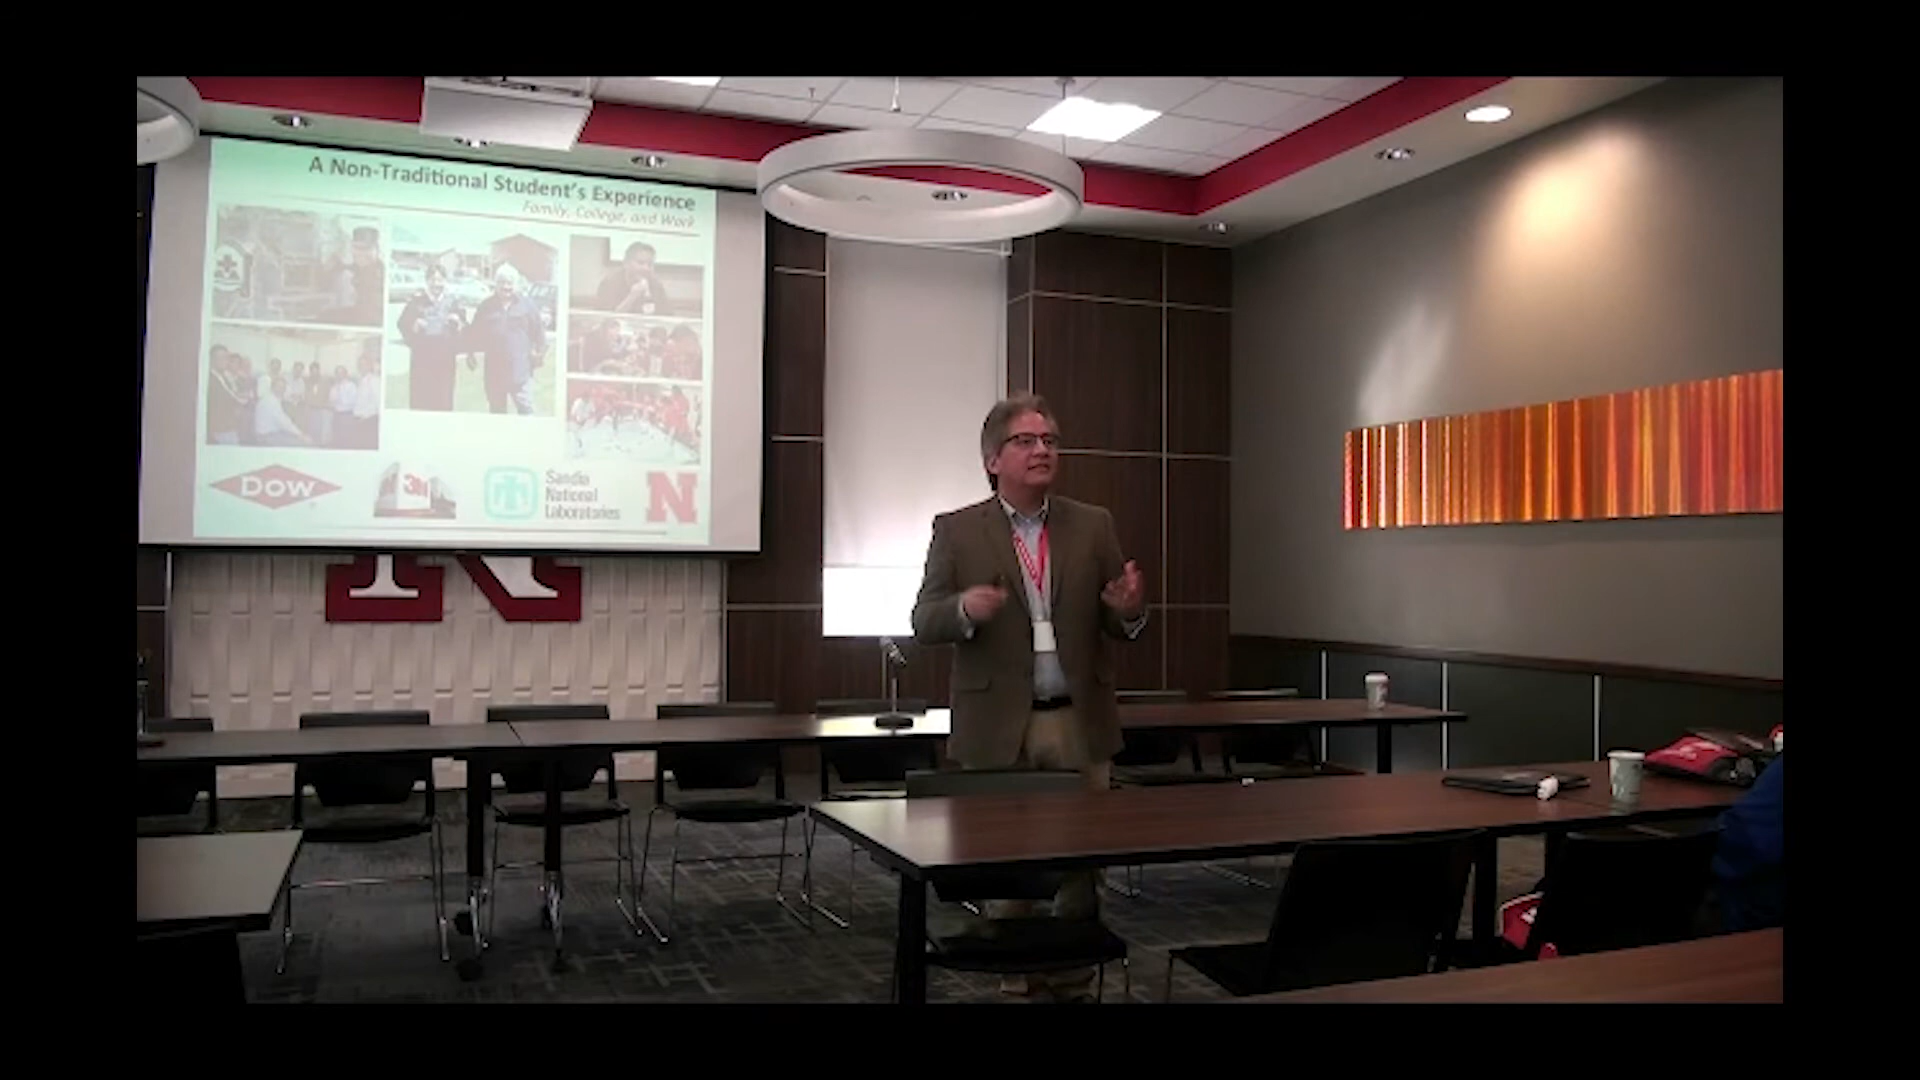 A Non-Traditional Student's Experience
Family, College, and Work
DOW
3M
Sandia
National
Laboratories
N
N